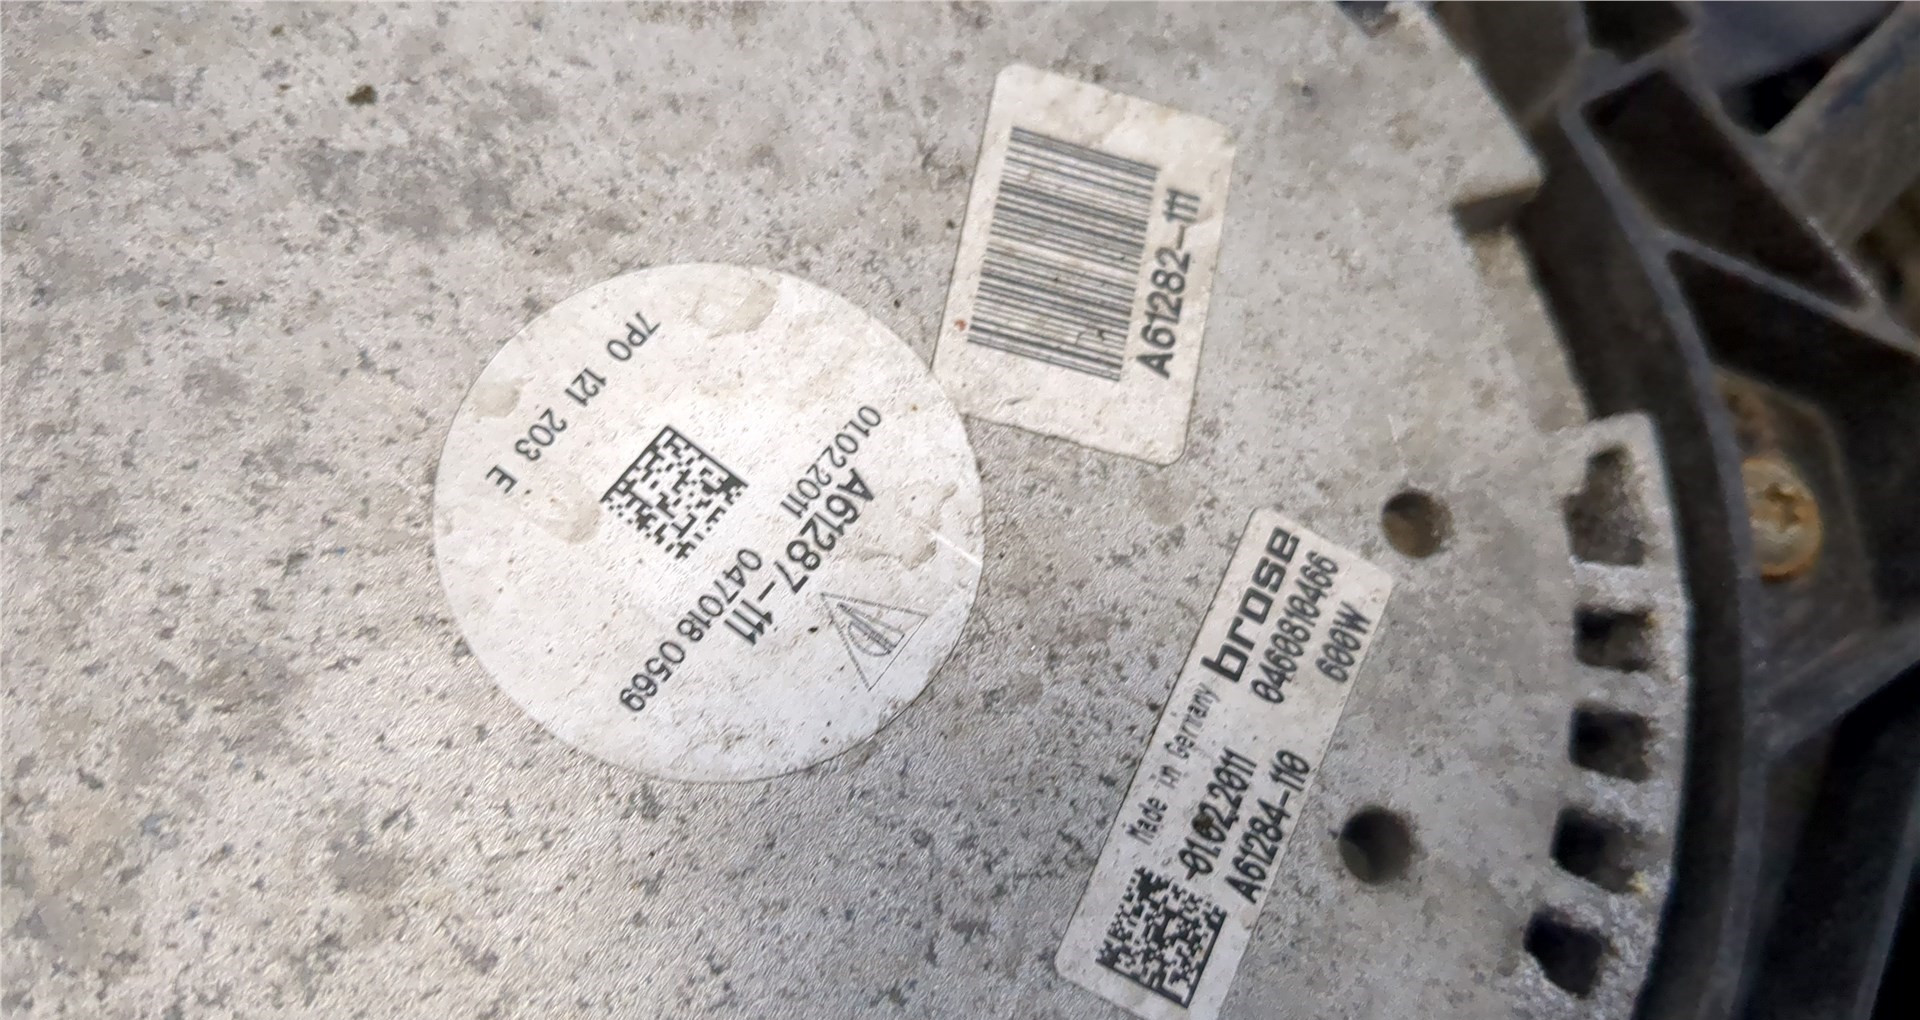 A61282-111
7P0 121 203 E
01.02.2011
047018 0569
A61287-111
brose
04608810466
600W
Made in Germany
01.02.2011
A61284-110